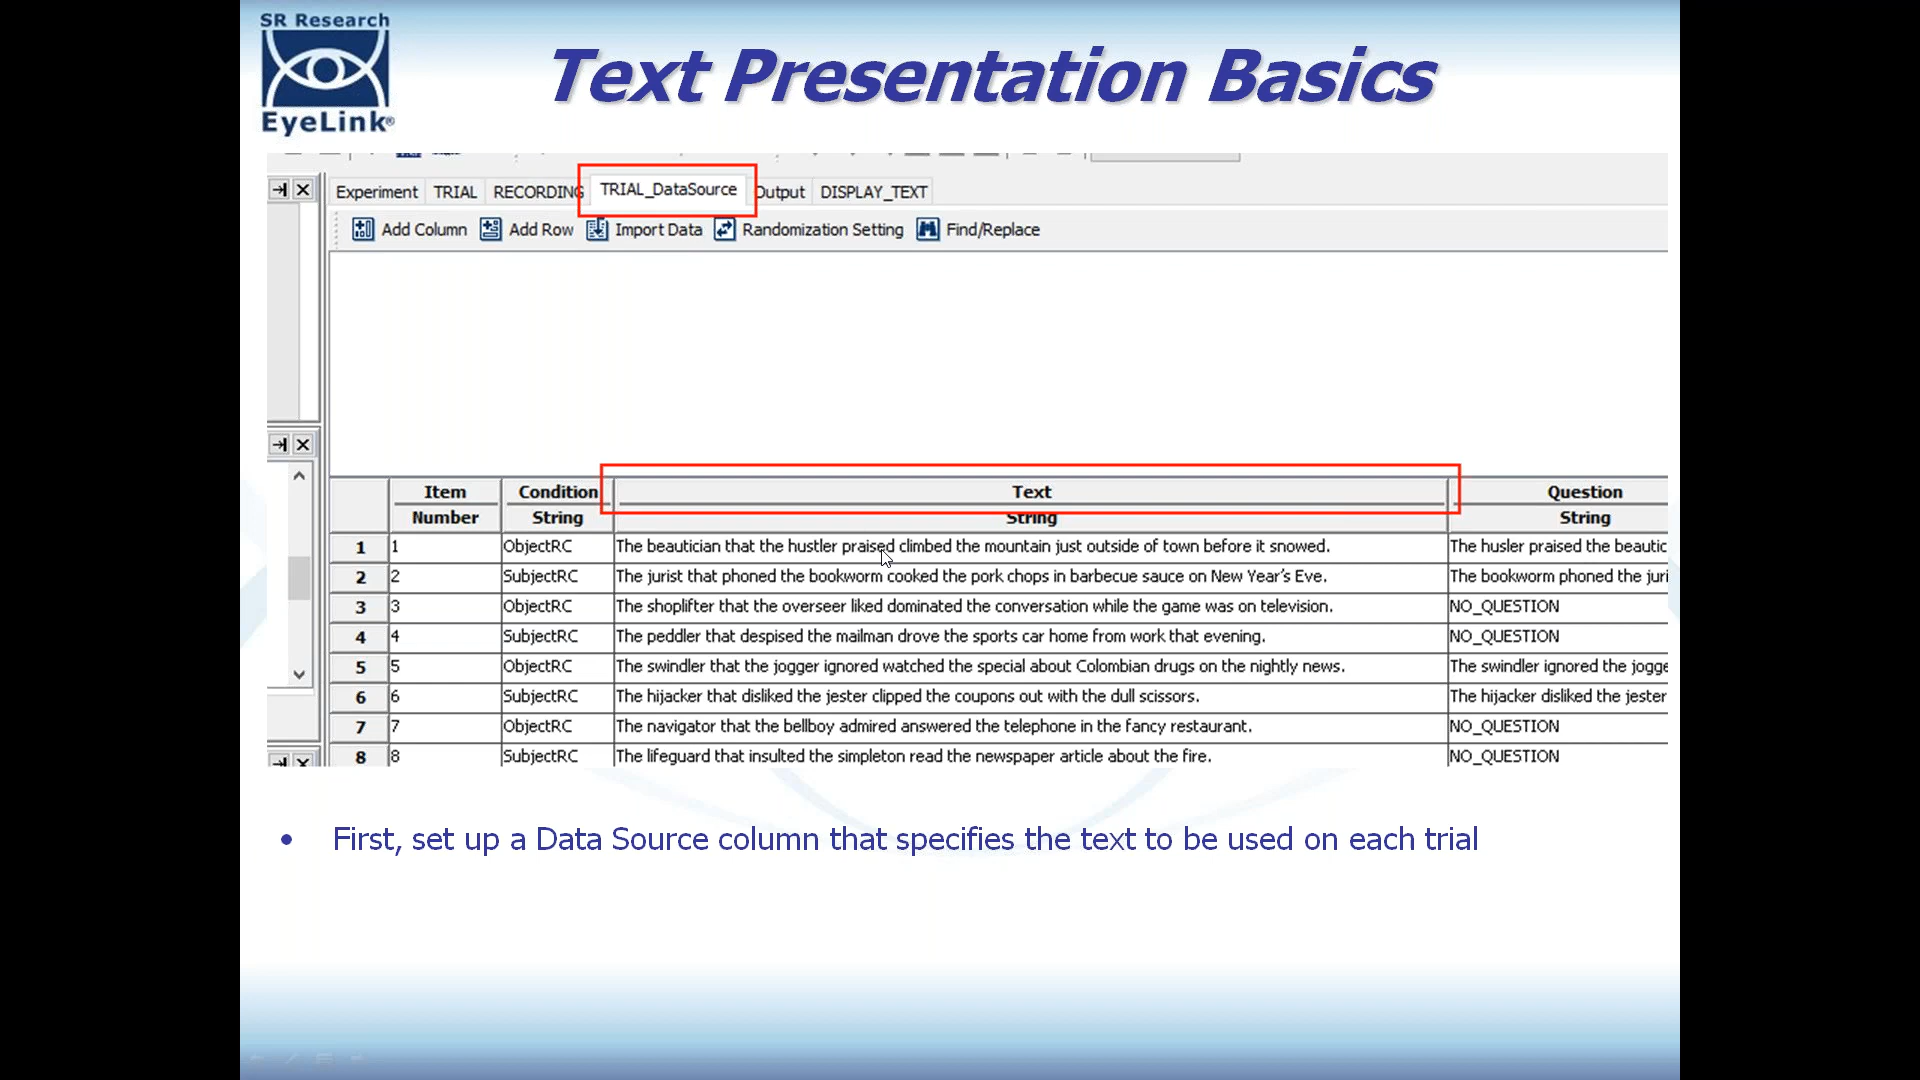 SR Research
EyeLink®
Text Presentation Basics
Experiment TRIAL RECORDING TRIAL_DataSource Output DISPLAY_TEXT
Add Column Add Row Import Data Randomization Setting Find/Replace
Item Condition Text Question
Number String String String
1 1 ObjectRC The beautician that the hustler praised climbed the mountain just outside of town before it snowed. The husler praised the beautic
2 2 SubjectRC The jurist that phoned the bookworm cooked the pork chops in barbecue sauce on New Year's Eve. The bookworm phoned the juri
3 3 ObjectRC The shoplifter that the overseer liked dominated the conversation while the game was on television. NO_QUESTION
4 4 SubjectRC The peddler that despised the mailman drove the sports car home from work that evening. NO_QUESTION
5 5 ObjectRC The swindler that the jogger ignored watched the special about Colombian drugs on the nightly news. The swindler ignored the jogge
6 6 SubjectRC The hijacker that disliked the jester clipped the coupons out with the dull scissors. The hijacker disliked the jester
7 7 ObjectRC The navigator that the bellboy admired answered the telephone in the fancy restaurant. NO_QUESTION
8 8 SubjectRC The lifeguard that insulted the simpleton read the newspaper article about the fire. NO_QUESTION
• First, set up a Data Source column that specifies the text to be used on each trial